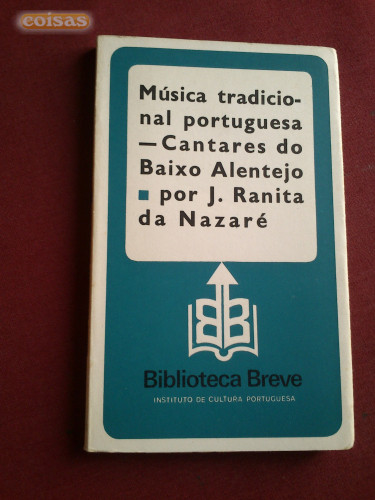 coisas
Música tradicio-
nal portuguesa
—Cantares do
Baixo Alentejo
■ por J. Ranita
da Nazaré
BB
Biblioteca Breve
INSTITUTO DE CULTURA PORTUGUESA